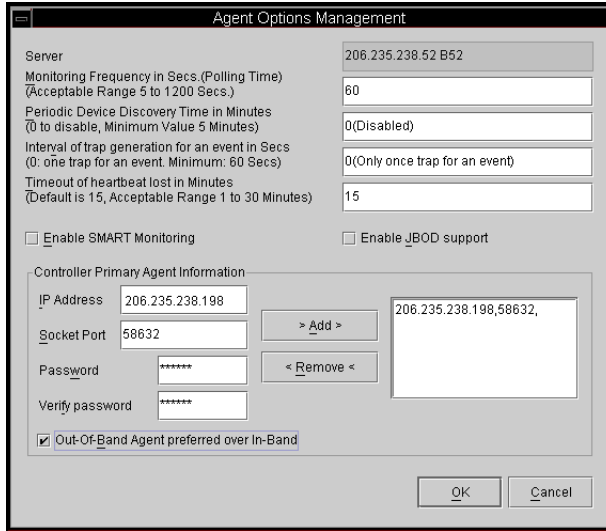 Agent Options Management
Server
206.235.238.52 B52
Monitoring Frequency in Secs.(Polling Time)
(Acceptable Range 5 to 1200 Secs.)
60
Periodic Device Discovery Time in Minutes
(0 to disable, Minimum Value 5 Minutes)
0(Disabled)
Interval of trap generation for an event in Secs
(0: one trap for an event. Minimum: 60 Secs)
0(Only once trap for an event)
Timeout of heartbeat lost in Minutes
(Default is 15, Acceptable Range 1 to 30 Minutes)
15
Enable SMART Monitoring
Enable JBOD support
Controller Primary Agent Information
IP Address
206.235.238.198
Socket Port
58632
Password
******
Verify password
******
> Add >
< Remove <
206.235.238.198,58632,
Out-Of-Band Agent preferred over In-Band
OK
Cancel